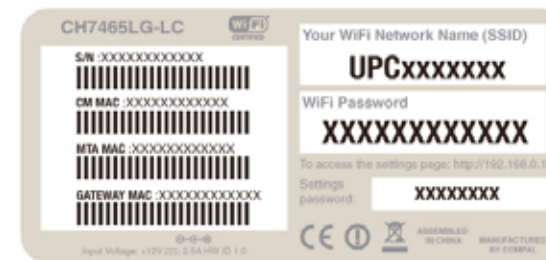 CH7465LG-LC
WiFi CERTIFIED
S/N :XXXXXXXXXXXX
CM MAC :XXXXXXXXXXXX
MTA MAC :XXXXXXXXXXXX
GATEWAY MAC :XXXXXXXXXXXX
Input Voltage: +12V, 2.5A HW ID 1.0
Your WiFi Network Name (SSID)
UPCxxxxxxx
WiFi Password
XXXXXXXXXXXX
To access the settings page: http://192.168.0.1
Settings
password:
XXXXXXXX
CE
ASSEMBLED
IN CHINA
MANUFACTURED
BY COMPAL